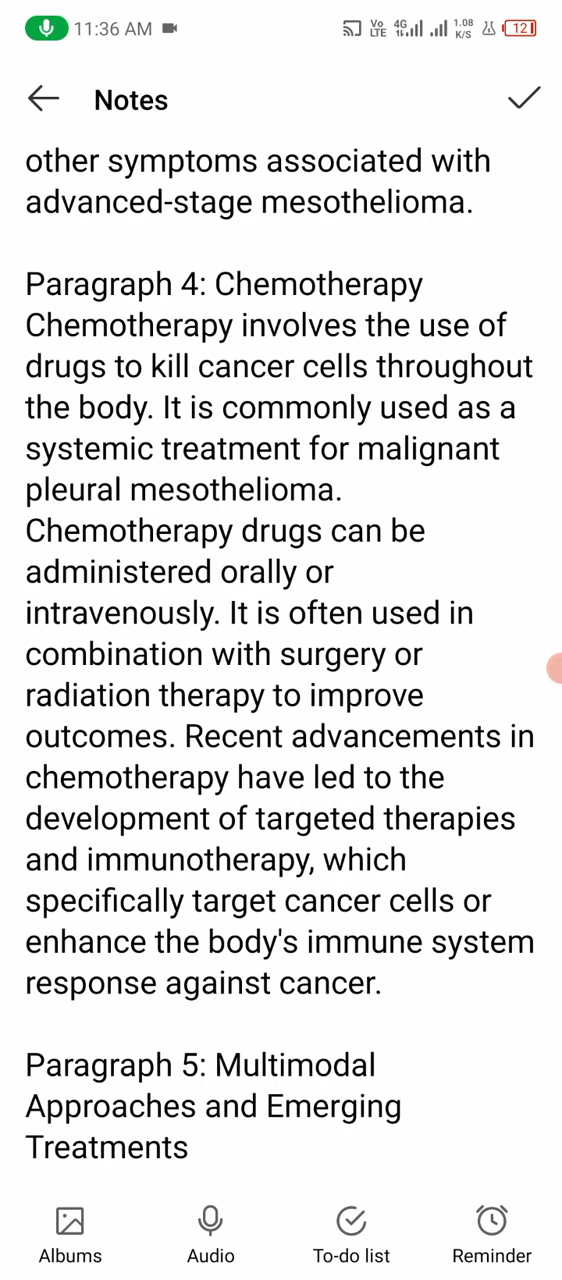 11:36 AM
Vo LTE 4G 1.08 K/S 12
Notes
other symptoms associated with
advanced-stage mesothelioma.
Paragraph 4: Chemotherapy
Chemotherapy involves the use of
drugs to kill cancer cells throughout
the body. It is commonly used as a
systemic treatment for malignant
pleural mesothelioma.
Chemotherapy drugs can be
administered orally or
intravenously. It is often used in
combination with surgery or
radiation therapy to improve
outcomes. Recent advancements in
chemotherapy have led to the
development of targeted therapies
and immunotherapy, which
specifically target cancer cells or
enhance the body's immune system
response against cancer.
Paragraph 5: Multimodal
Approaches and Emerging
Treatments
Albums Audio To-do list Reminder